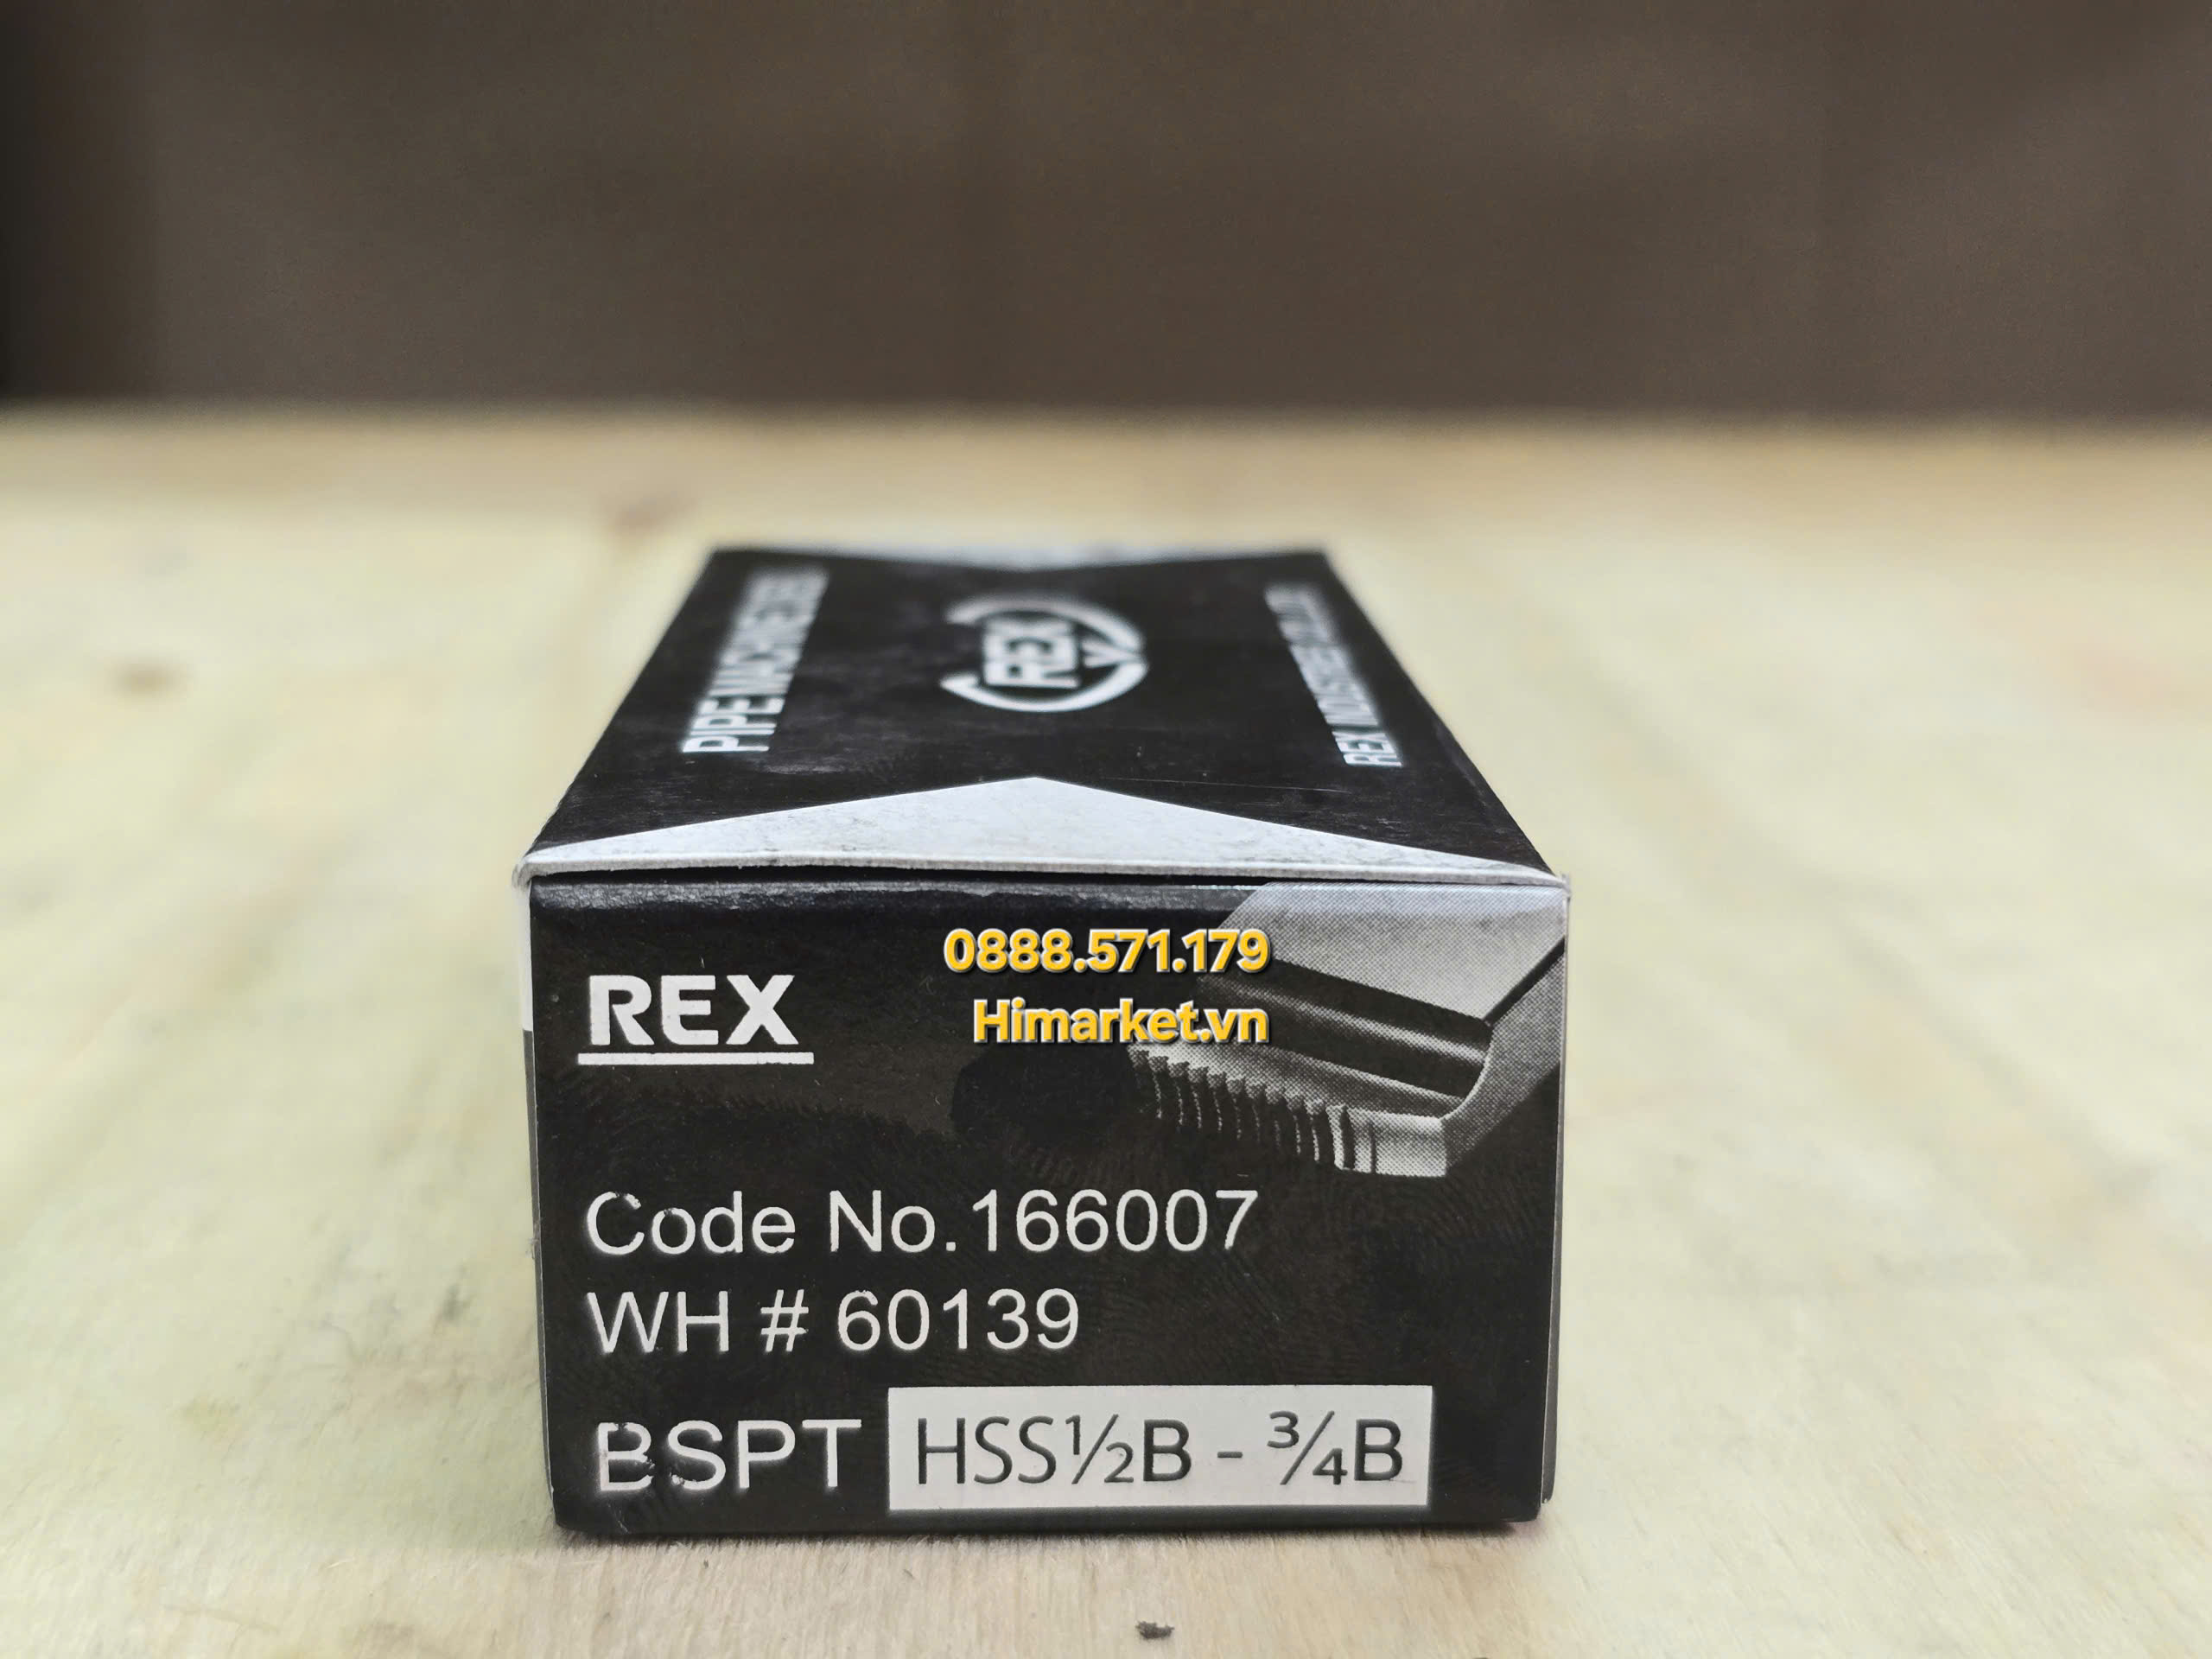 PIPE MACHINE DIES
REX
REX INDUSTRIES CO., LTD.
0888.571.179
Himarket.vn
REX
Code No.166007
WH # 60139
BSPT HSS½B - ¾B